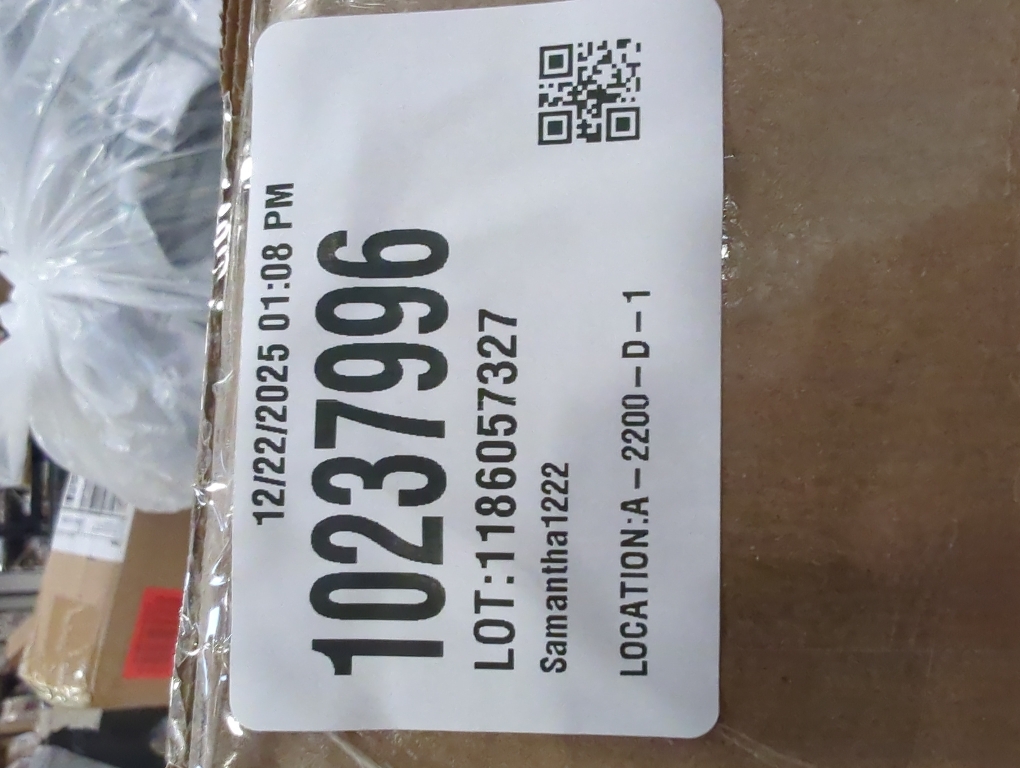 12/22/2025 01:08 PM
10237996
LOT:1186057327
Samantha1222
LOCATION:A-2200-D-1